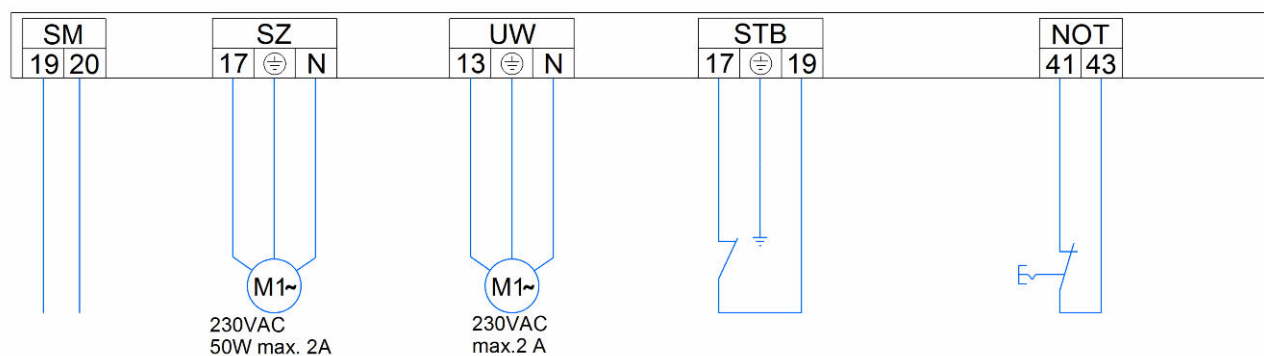 SM SZ UW STB NOT
19 20 17 N 13 N 17 19 41 43
M1~ M1~
230VAC 230VAC
50W max. 2A max.2 A